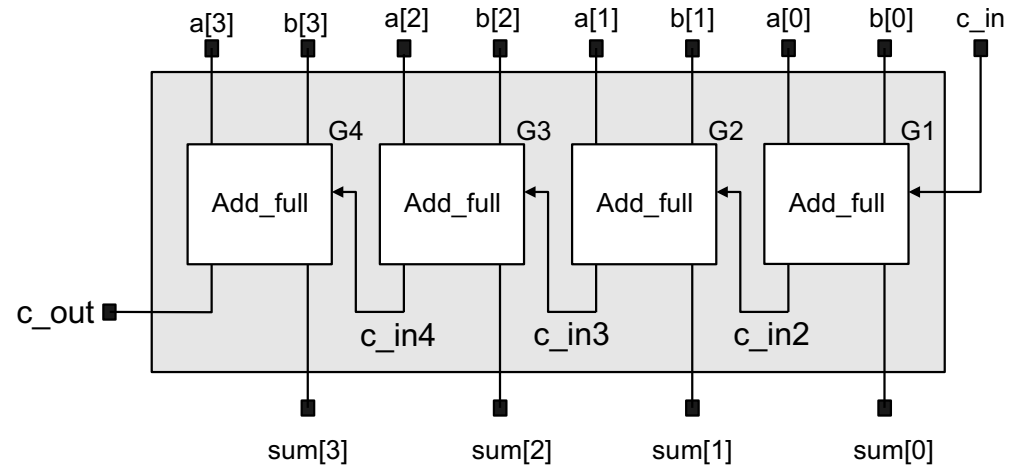 a[3] b[3] a[2] b[2] a[1] b[1] a[0] b[0] c_in
G4 G3 G2 G1
Add_full Add_full Add_full Add_full
c_out
c_in4 c_in3 c_in2
sum[3] sum[2] sum[1] sum[0]